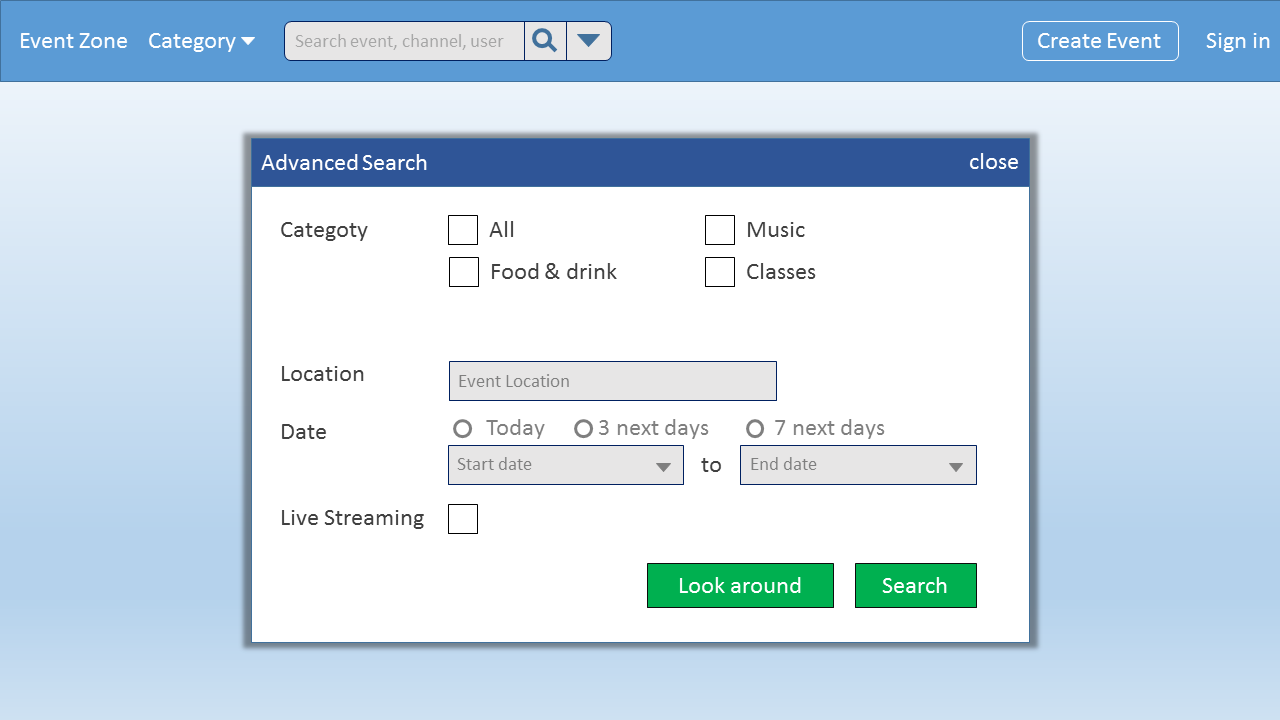 Event Zone Category Search event, channel, user Create Event Sign in
Advanced Search close
Categoty All Music
Food & drink Classes
Location Event Location
Date Today 3 next days 7 next days
Start date to End date
Live Streaming
Look around Search